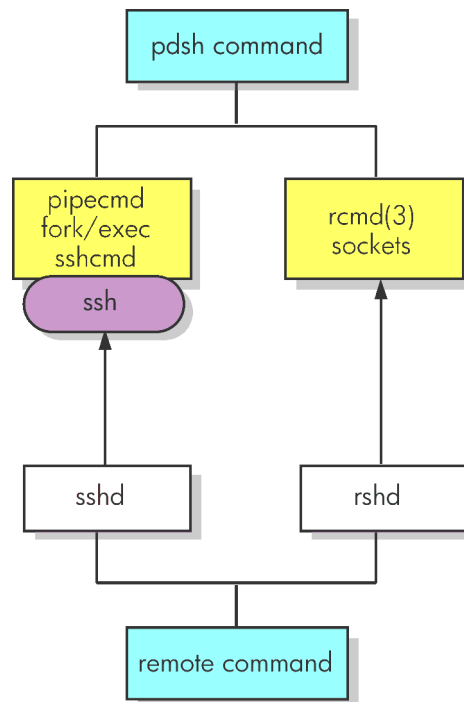 pdsh command
pipecmd
fork/exec
sshcmd
rcmd(3)
sockets
ssh
sshd
rshd
remote command